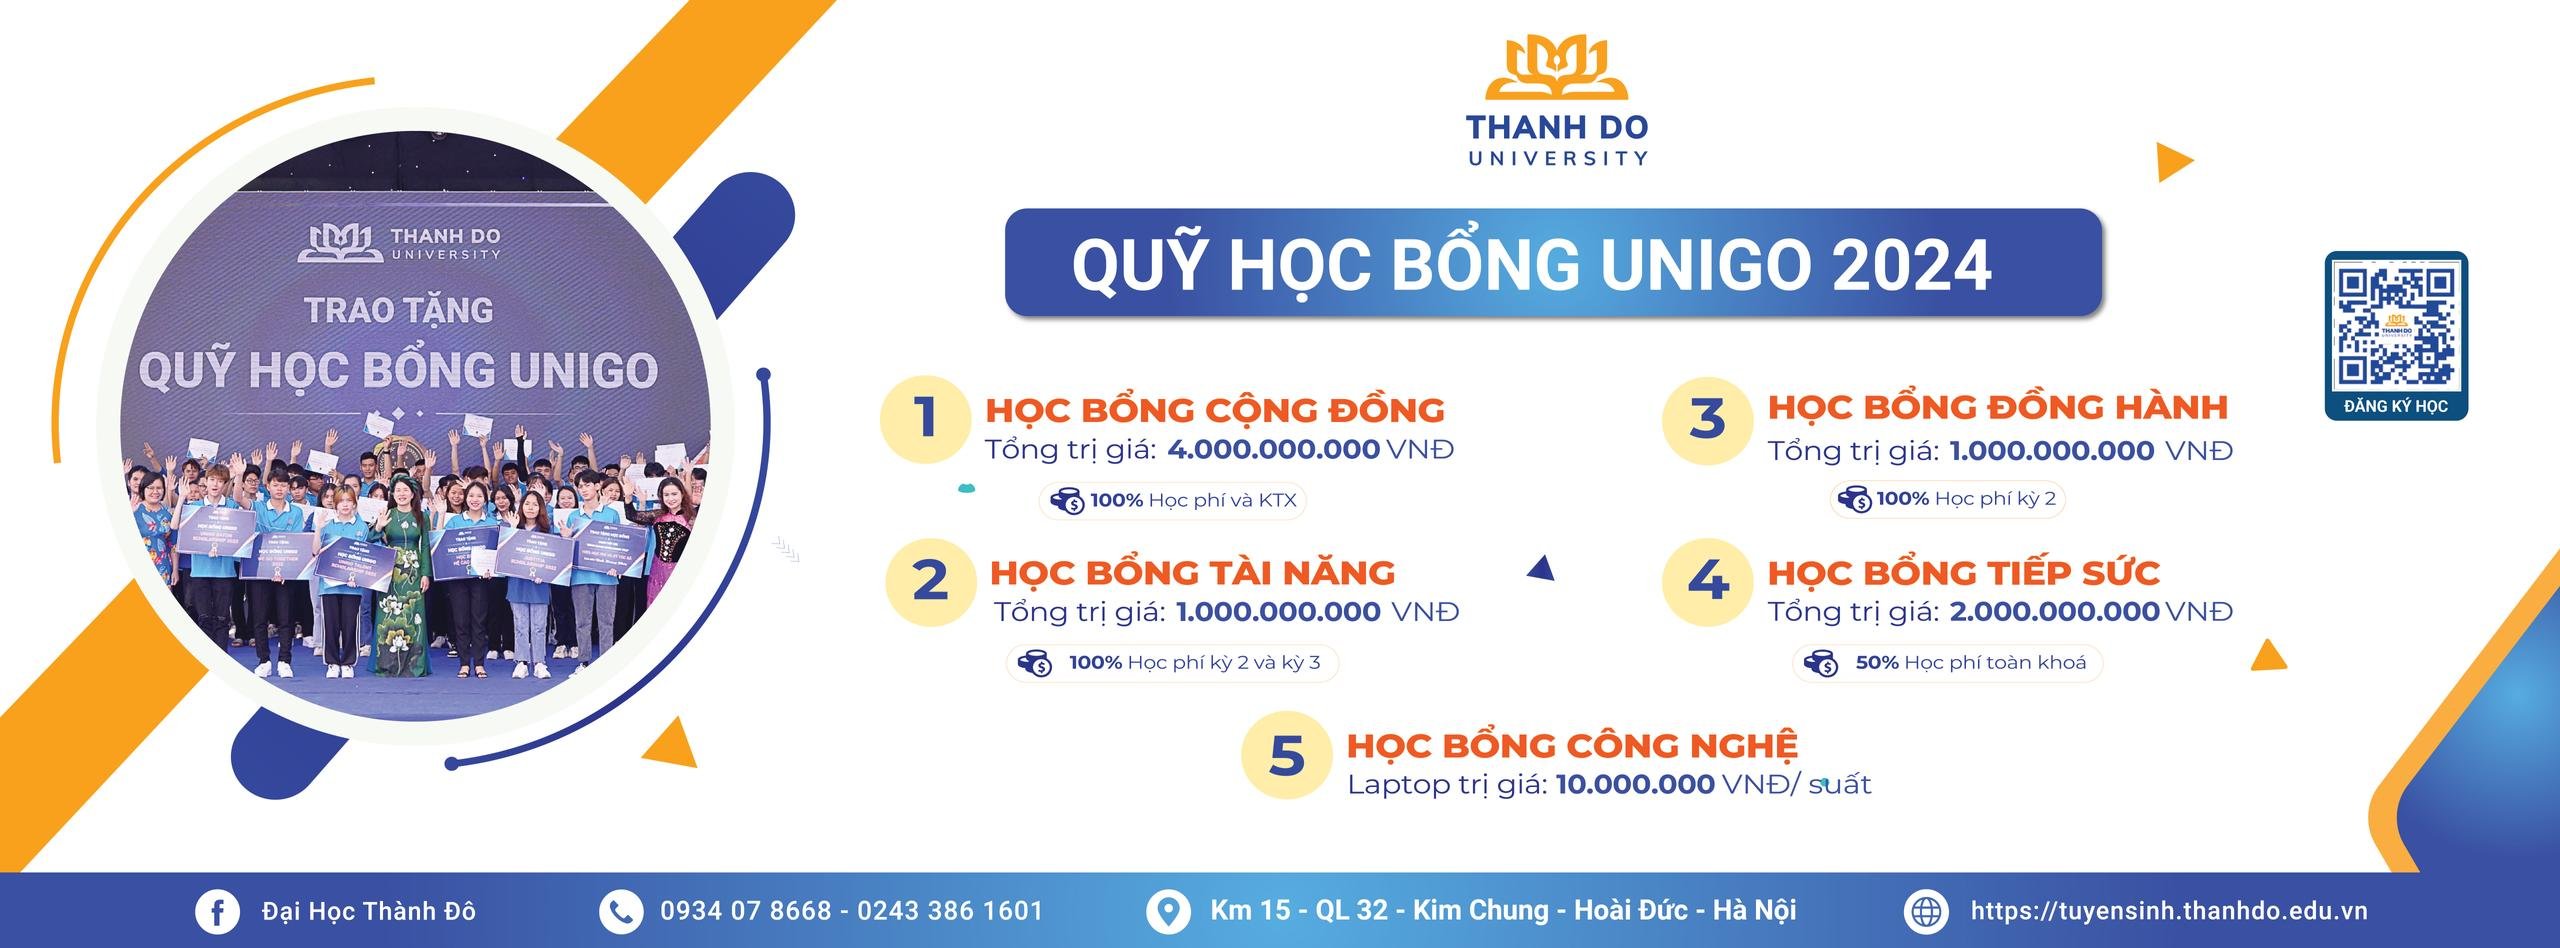 THANH DO
UNIVERSITY
TRAO TẶNG
QUỸ HỌC BỔNG UNIGO
THANH DO
UNIVERSITY
QUỸ HỌC BỔNG UNIGO 2024
1
HỌC BỔNG CỘNG ĐỒNG
Tổng trị giá: 4.000.000.000 VNĐ
100% Học phí và KTX
2
HỌC BỔNG TÀI NĂNG
Tổng trị giá: 1.000.000.000 VNĐ
100% Học phí kỳ 2 và kỳ 3
3
HỌC BỔNG ĐỒNG HÀNH
Tổng trị giá: 1.000.000.000 VNĐ
100% Học phí kỳ 2
4
HỌC BỔNG TIẾP SỨC
Tổng trị giá: 2.000.000.000 VNĐ
50% Học phí toàn khoá
5
HỌC BỔNG CÔNG NGHỆ
Laptop trị giá: 10.000.000 VNĐ/ suất
THANH DO
ĐĂNG KÝ HỌC
Đại Học Thành Đô
0934 07 8668 - 0243 386 1601
Km 15 - QL 32 - Kim Chung - Hoài Đức - Hà Nội
https://tuyensinh.thanhdo.edu.vn